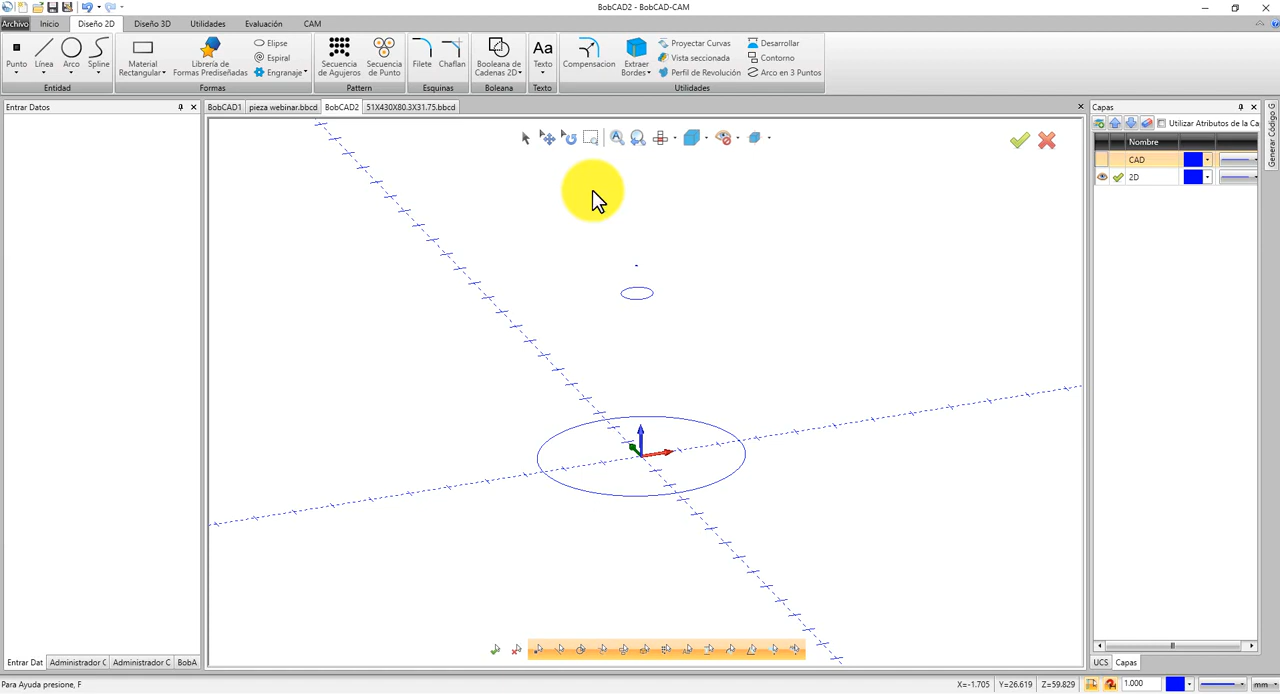 BobCAD2 - BobCAD-CAM
Archivo Inicio Diseño 2D Diseño 3D Utilidades Evaluación CAM
Punto Línea Arco Spline
Entidad
Material Rectangular
Librería de Formas Prediseñadas
Elipse
Espiral
Engranaje
Formas
Secuencia de Agujeros
Secuencia de Punto
Pattern
Filete Chaflan
Esquinas
Booleana de Cadenas 2D
Boleana
Texto
Texto
Compensacion
Extraer Bordes
Proyectar Curvas
Vista seccionada
Perfil de Revolución
Desarrollar
Contorno
Arco en 3 Puntos
Utilidades
Entrar Datos
BobCAD1 pieza webinar.bbcd BobCAD2 51X430X80.3X31.75.bbcd
Capas
Utilizar Atributos de la Ca
Nombre
CAD
2D
Generar Código G
Entrar Dat Administrador C Administrador C BobA
UCS Capas
Para Ayuda presione, F
X=-1.705 Y=26.619 Z=59.829 1.000 mm